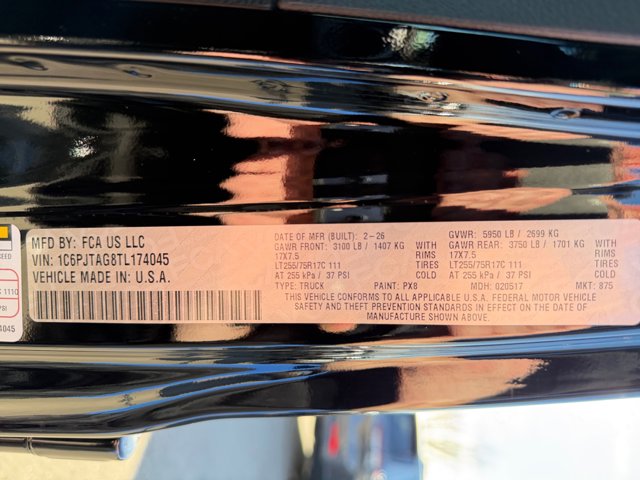 MFD BY: FCA US LLC
VIN: 1C6PJTAG8TL174045
VEHICLE MADE IN: U.S.A.
DATE OF MFR (BUILT): 2-26 GVWR: 5950 LB / 2699 KG
GAWR FRONT: 3100 LB / 1407 KG WITH GAWR REAR: 3750 LB / 1701 KG WITH
17X7.5 RIMS 17X7.5 RIMS
LT255/75R17C 111 TIRES LT255/75R17C 111 TIRES
AT 255 kPa / 37 PSI COLD AT 255 kPa / 37 PSI COLD
TYPE: TRUCK PAINT: PX8 MDH: 020517 MKT: 875
THIS VEHICLE CONFORMS TO ALL APPLICABLE U.S.A. FEDERAL MOTOR VEHICLE
SAFETY AND THEFT PREVENTION STANDARDS IN EFFECT ON THE DATE OF
MANUFACTURE SHOWN ABOVE.
CEED
C 111
PSI
4045